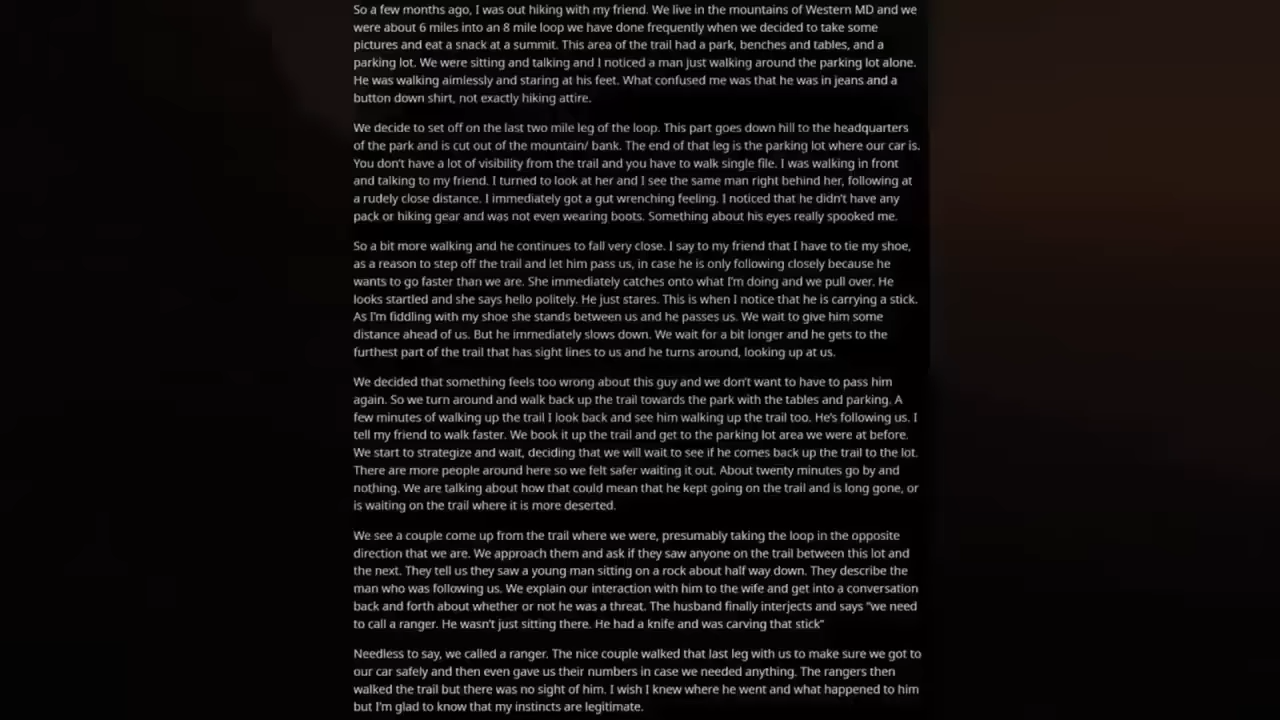 So a few months ago, I was out hiking with my friend. We live in the mountains of Western MD and we
were about 6 miles into an 8 mile loop we have done frequently when we decided to take some
pictures and eat a snack at a summit. This area of the trail had a park, benches and tables, and a
parking lot. We were sitting and talking and I noticed a man just walking around the parking lot alone.
He was walking aimlessly and staring at his feet. What confused me was that he was in jeans and a
button down shirt, not exactly hiking attire.
We decide to set off on the last two mile leg of the loop. This part goes down hill to the headquarters
of the park and is cut out of the mountain/ bank. The end of that leg is the parking lot where our car is.
You don't have a lot of visibility from the trail and you have to walk single file. I was walking in front
and talking to my friend. I turned to look at her and I see the same man right behind her, following at
a rudely close distance. I immediately got a gut wrenching feeling. I noticed that he didn't have any
pack or hiking gear and was not even wearing boots. Something about his eyes really spooked me.
So a bit more walking and he continues to fall very close. I say to my friend that I have to tie my shoe,
as a reason to step off the trail and let him pass us, in case he is only following closely because he
wants to go faster than we are. She immediately catches onto what I'm doing and we pull over. He
looks startled and she says hello politely. He just stares. This is when I notice that he is carrying a stick.
As I'm fiddling with my shoe she stands between us and he passes us. We wait to give him some
distance ahead of us. But he immediately slows down. We wait for a bit longer and he gets to the
furthest part of the trail that has sight lines to us and he turns around, looking up at us.
We decided that something feels too wrong about this guy and we don't want to have to pass him
again. So we turn around and walk back up the trail towards the park with the tables and parking. A
few minutes of walking up the trail I look back and see him walking up the trail too. He's following us. I
tell my friend to walk faster. We book it up the trail and get to the parking lot area we were at before.
We start to strategize and wait, deciding that we will wait to see if he comes back up the trail to the lot.
There are more people around here so we felt safer waiting it out. About twenty minutes go by and
nothing. We are talking about how that could mean that he kept going on the trail and is long gone, or
is waiting on the trail where it is more deserted.
We see a couple come up from the trail where we were, presumably taking the loop in the opposite
direction that we are. We approach them and ask if they saw anyone on the trail between this lot and
the next. They tell us they saw a young man sitting on a rock about half way down. They describe the
man who was following us. We explain our interaction with him to the wife and get into a conversation
back and forth about whether or not he was a threat. The husband finally interjects and says "we need
to call a ranger. He wasn't just sitting there. He had a knife and was carving that stick"
Needless to say, we called a ranger. The nice couple walked that last leg with us to make sure we got to
our car safely and then even gave us their numbers in case we needed anything. The rangers then
walked the trail but there was no sight of him. I wish I knew where he went and what happened to him
but I'm glad to know that my instincts are legitimate.